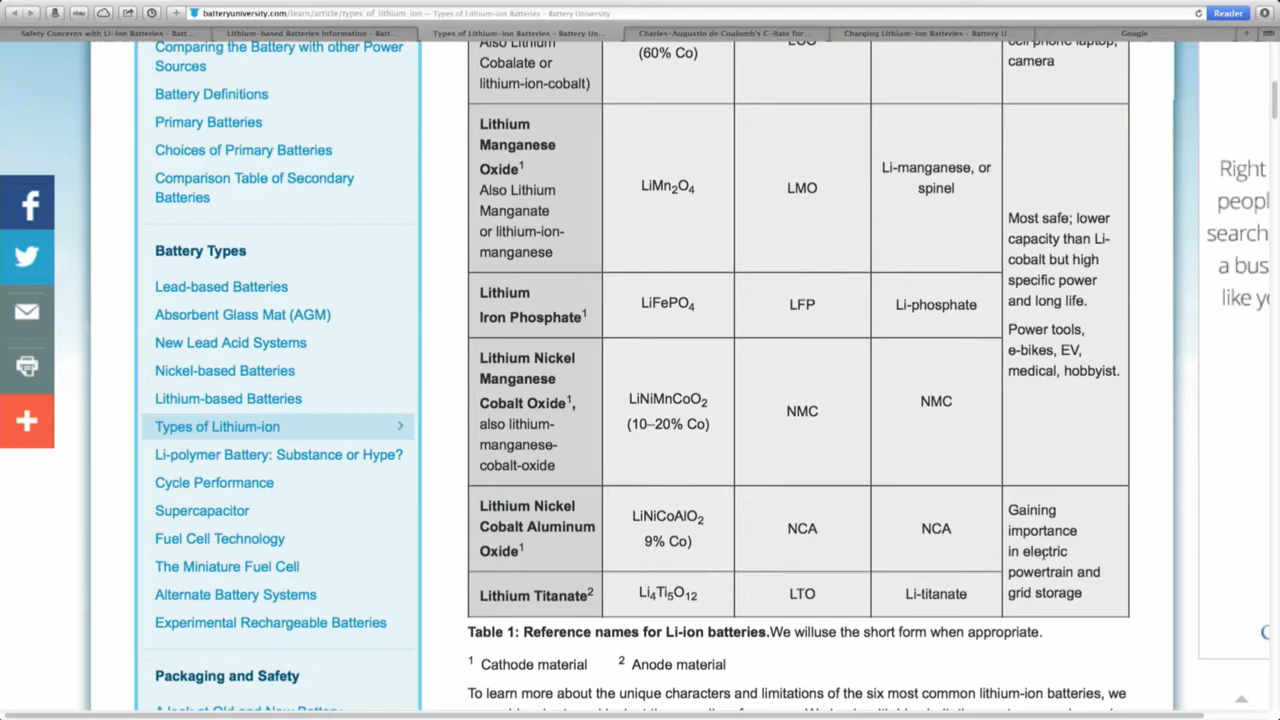 batteryuniversity.com/learn/article/types_of_lithium_ion — Types of Lithium-ion Batteries – Battery University
Reader
Safety Concerns with Li-ion Batteries - Batt...
Lithium-based Batteries Information - Batt...
Types of Lithium-ion Batteries - Battery Un...
Charles-Augustin de Coulomb's C-Rate for...
Charging Lithium-Ion Batteries - Battery U...
Google
Comparing the Battery with other Power
Sources
Battery Definitions
Primary Batteries
Choices of Primary Batteries
Comparison Table of Secondary
Batteries
Battery Types
Lead-based Batteries
Absorbent Glass Mat (AGM)
New Lead Acid Systems
Nickel-based Batteries
Lithium-based Batteries
Types of Lithium-ion
Li-polymer Battery: Substance or Hype?
Cycle Performance
Supercapacitor
Fuel Cell Technology
The Miniature Fuel Cell
Alternate Battery Systems
Experimental Rechargeable Batteries
Packaging and Safety
Also Lithium
Cobalate or
lithium-ion-cobalt)
(60% Co)
cell phone laptop,
camera
Lithium
Manganese
Oxide¹
Also Lithium
Manganate
or lithium-ion-
manganese
LiMn₂O₄
LMO
Li-manganese, or
spinel
Most safe; lower
capacity than Li-
cobalt but high
specific power
and long life.
Power tools,
e-bikes, EV,
medical, hobbyist.
Lithium
Iron Phosphate¹
LiFePO₄
LFP
Li-phosphate
Lithium Nickel
Manganese
Cobalt Oxide¹,
also lithium-
manganese-
cobalt-oxide
LiNiMnCoO₂
(10–20% Co)
NMC
NMC
Lithium Nickel
Cobalt Aluminum
Oxide¹
LiNiCoAlO₂
9% Co)
NCA
NCA
Gaining
importance
in electric
powertrain and
grid storage
Lithium Titanate²
Li₄Ti₅O₁₂
LTO
Li-titanate
Table 1: Reference names for Li-ion batteries.We willuse the short form when appropriate.
¹ Cathode material ² Anode material
To learn more about the unique characters and limitations of the six most common lithium-ion batteries, we
Right
peopl
search
a bus
like yo